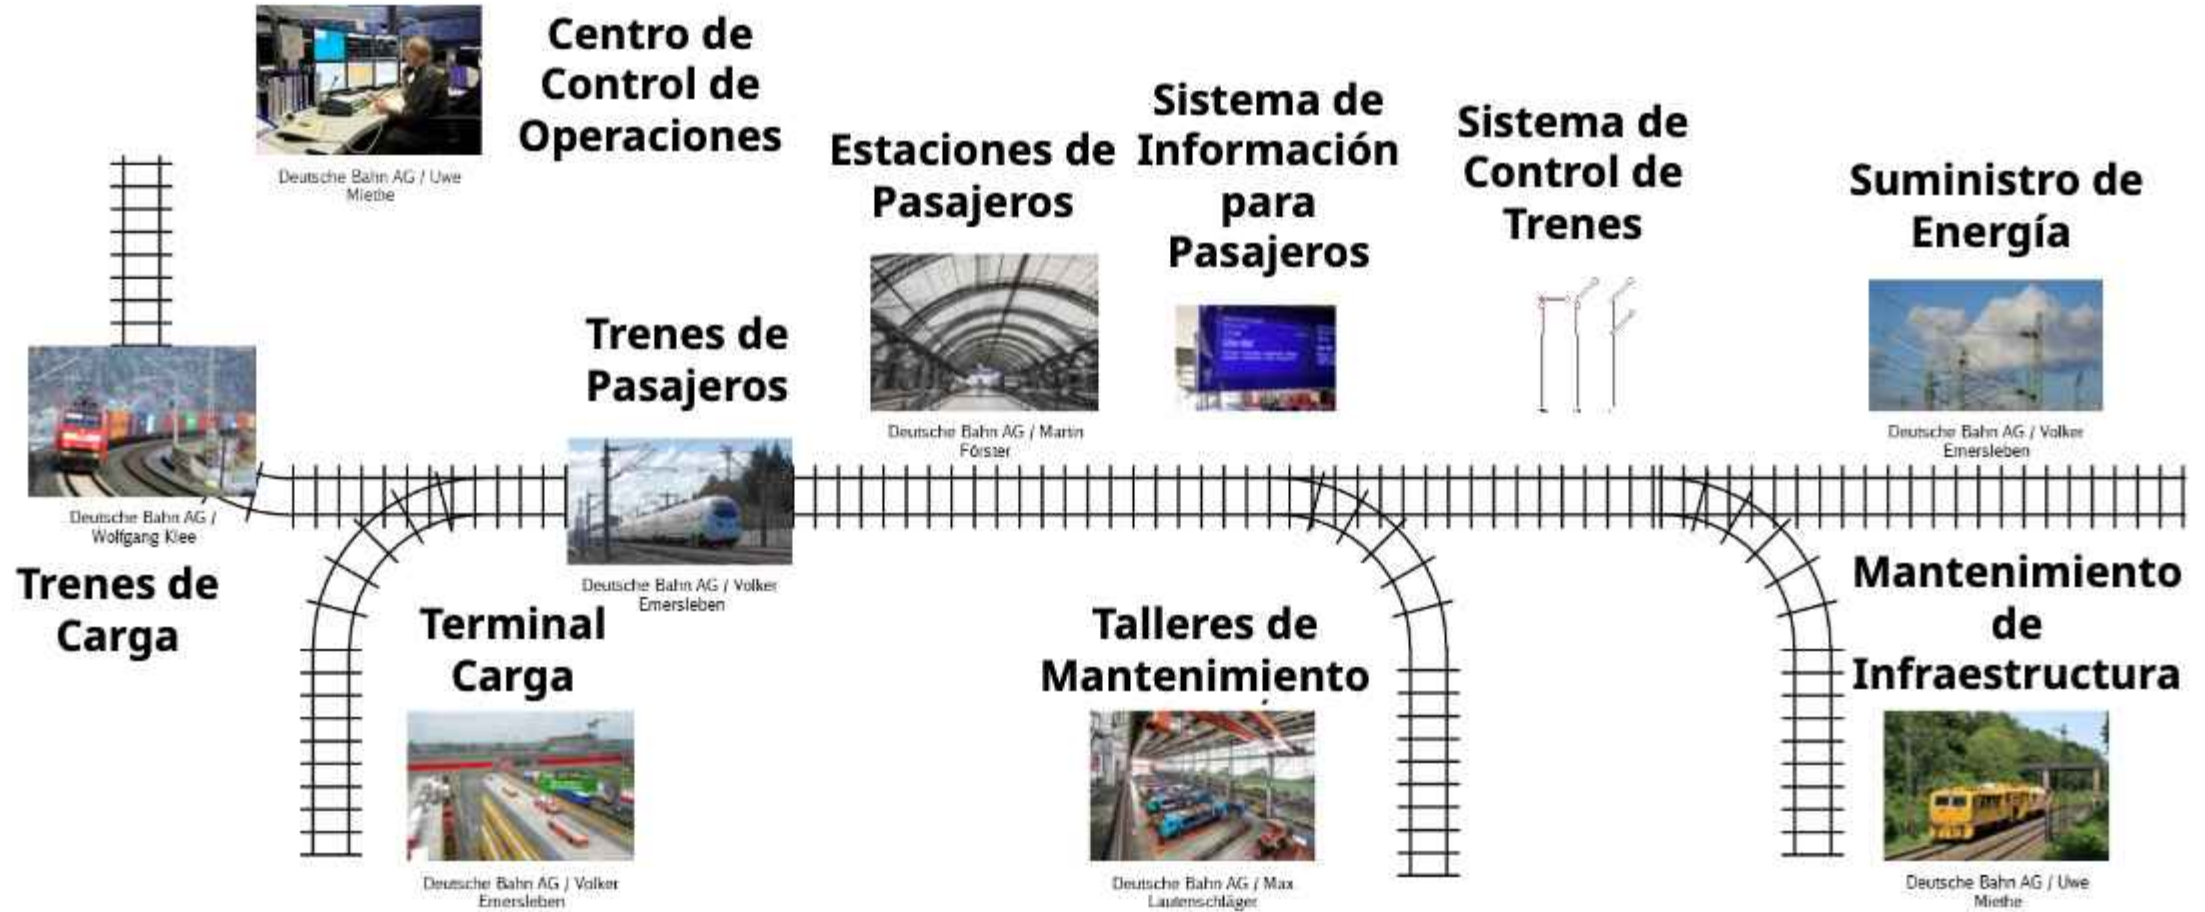 Centro de
Control de
Operaciones
Deutsche Bahn AG / Uwe
Miethe
Estaciones de
Pasajeros
Deutsche Bahn AG / Martin
Förster
Sistema de
Información
para
Pasajeros
Sistema de
Control de
Trenes
Suministro de
Energía
Deutsche Bahn AG / Volker
Emersleben
Trenes de
Pasajeros
Deutsche Bahn AG / Volker
Emersleben
Deutsche Bahn AG /
Wolfgang Klee
Trenes de
Carga
Terminal
Carga
Deutsche Bahn AG / Volker
Emersleben
Talleres de
Mantenimiento
Deutsche Bahn AG / Max
Lautenschläger
Mantenimiento
de
Infraestructura
Deutsche Bahn AG / Uwe
Miethe